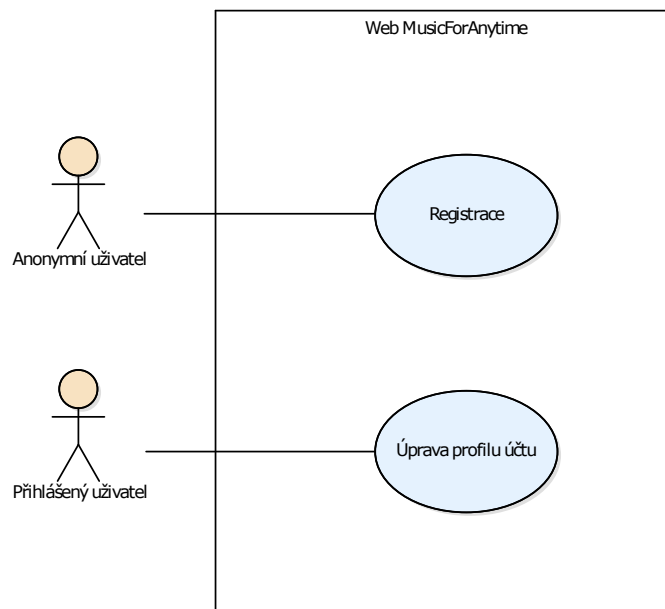 Web MusicForAnytime
Registrace
Anonymní uživatel
Úprava profilu účtu
Přihlášený uživatel